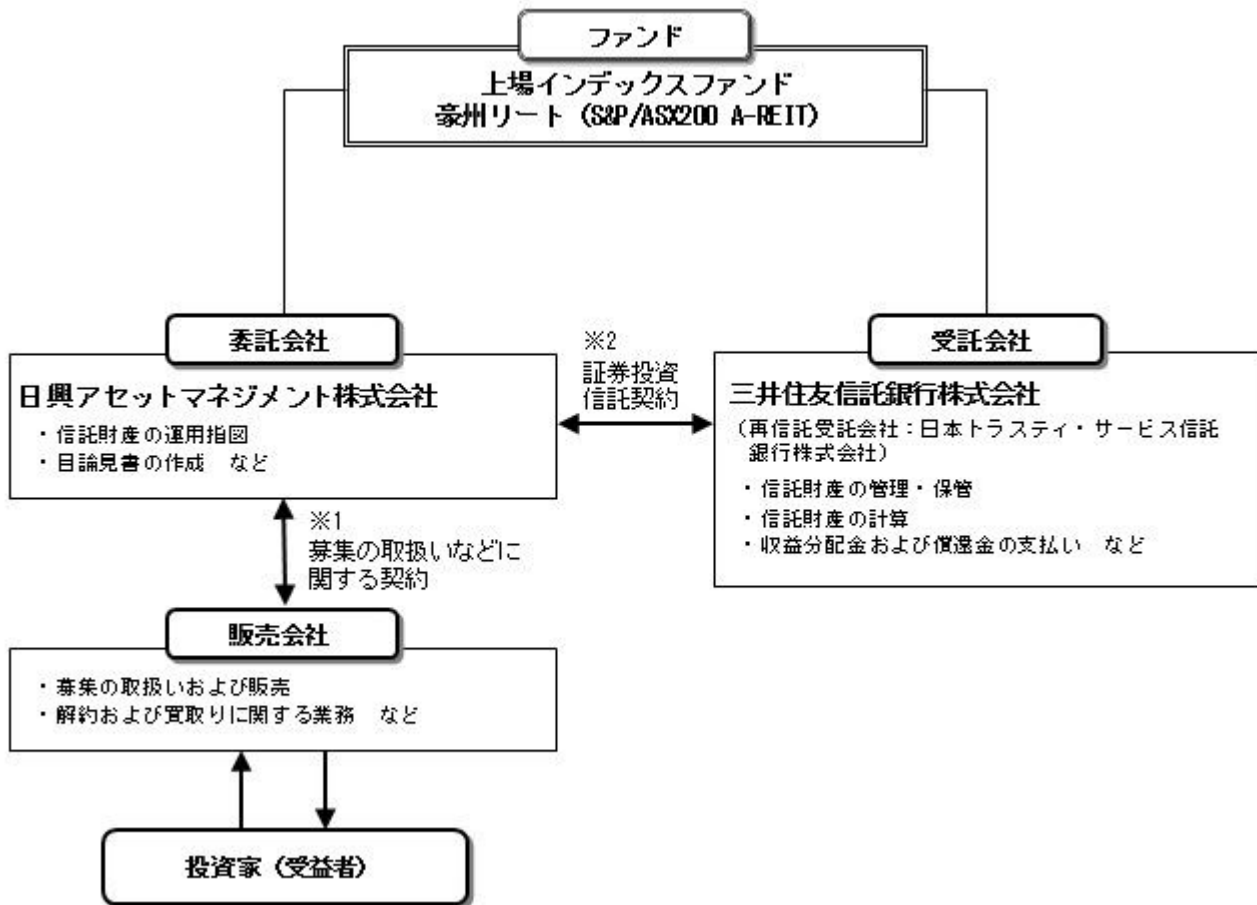 ファンド
上場インデックスファンド
豪州リート（S&P/ASX200 A-REIT）
委託会社
日興アセットマネジメント株式会社
・信託財産の運用指図
・目論見書の作成　など
※2
証券投資
信託契約
受託会社
三井住友信託銀行株式会社
（再信託受託会社：日本トラスティ・サービス信託
銀行株式会社）
・信託財産の管理・保管
・信託財産の計算
・収益分配金および償還金の支払い　など
※1
募集の取扱いなどに
関する契約
販売会社
・募集の取扱いおよび販売
・解約および買取りに関する業務　など
投資家（受益者）